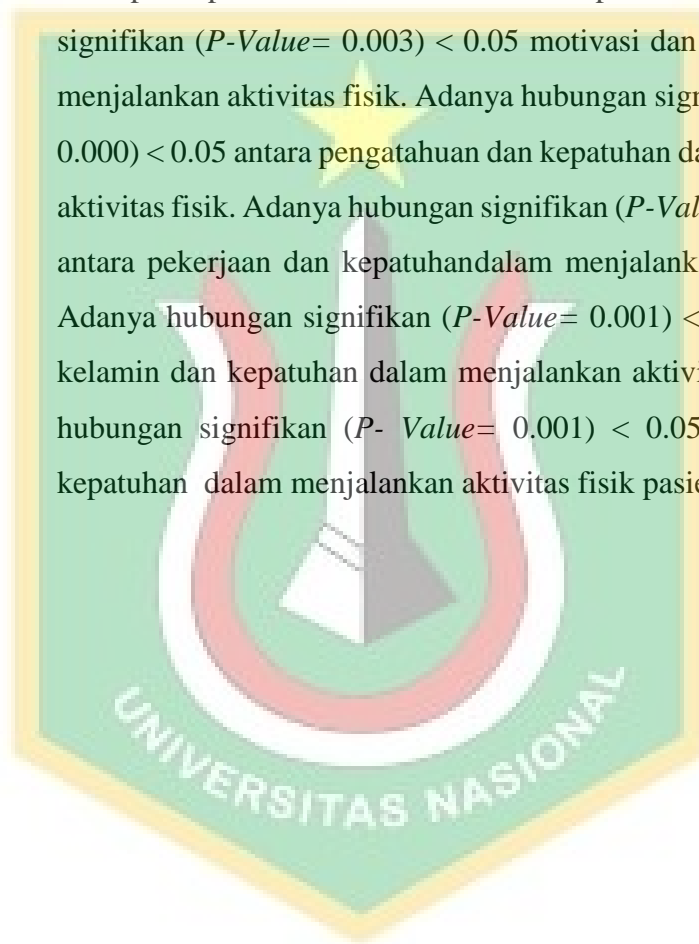 signifikan (P-Value= 0.003) < 0.05 motivasi dan
menjalankan aktivitas fisik. Adanya hubungan sign
0.000) < 0.05 antara pengatahuan dan kepatuhan da
aktivitas fisik. Adanya hubungan signifikan (P-Val
antara pekerjaan dan kepatuhandalam menjalank
Adanya hubungan signifikan (P-Value= 0.001) <
kelamin dan kepatuhan dalam menjalankan aktivi
hubungan signifikan (P- Value= 0.001) < 0.05
kepatuhan dalam menjalankan aktivitas fisik pasie
UNIVERSITAS NASIONAL